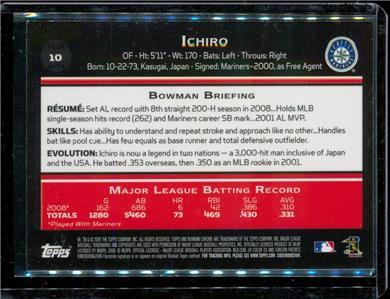 ICHIRO
10
OF - Ht: 5'11" - Wt: 170 - Bats: Left - Throws: Right
Born: 10-22-73, Kasugai, Japan - Signed: Mariners-2000, as Free Agent
BOWMAN BRIEFING
RÉSUMÉ: Set AL record with 8th straight 200-H season in 2008...Holds MLB
single-season hits record (262) and Mariners career SB mark...2001 AL MVP.
SKILLS: Has ability to understand and repeat stroke and approach like no other...Handles
bat like pool cue...Has few equals as base runner and total defensive outfielder.
EVOLUTION: Ichiro is now a legend in two nations — a 3,000-hit man inclusive of Japan
and the USA. He batted .353 overseas, then .350 as an MLB rookie in 2001.
MAJOR LEAGUE BATTING RECORD
G AB HR RBI SLG AVG
2008* 162 686 6 42 .386 .310
TOTALS 1280 5460 73 469 .430 .331
*Played With Mariners
Topps